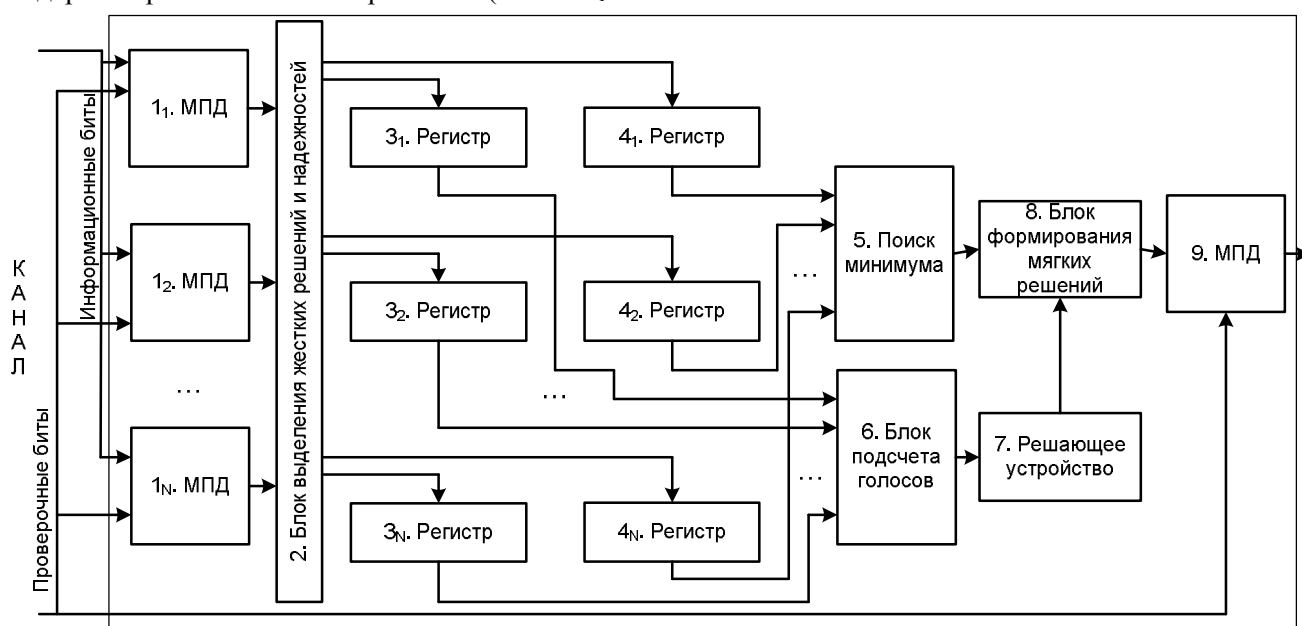 1₁. МПД
1₂. МПД
…
1N. МПД
К
А
Н
А
Л
Информационные биты
Проверочные биты
2. Блок выделения жестких решений и надежностей
3₁. Регистр
4₁. Регистр
3₂. Регистр
4₂. Регистр
…
3N. Регистр
4N. Регистр
…
5. Поиск
минимума
…
6. Блок
подсчета
голосов
7. Решающее
устройство
8. Блок
формирования
мягких
решений
9. МПД